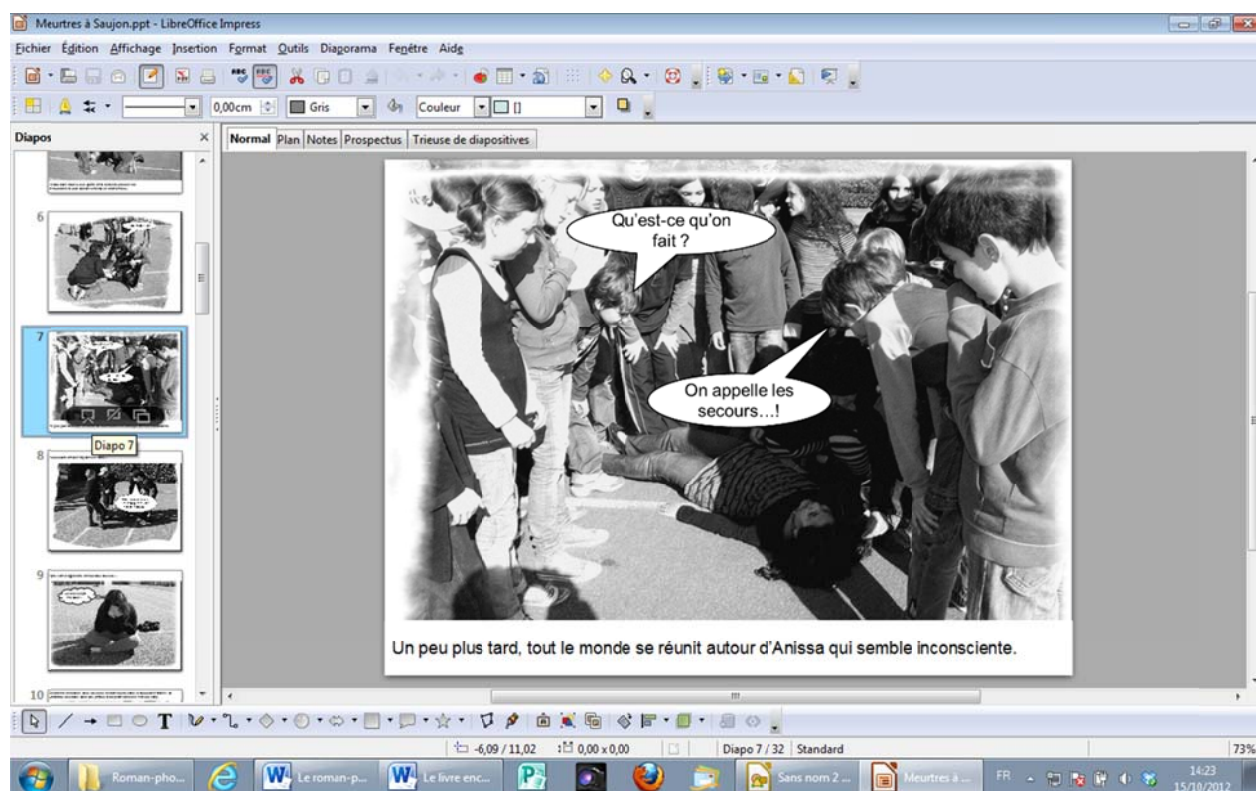 Meurtres à Saujon.ppt - LibreOffice Impress
Fichier Édition Affichage Insertion Format Outils Diaporama Fenêtre Aide
0,00cm Gris Couleur
Diapos
Normal Plan Notes Prospectus Trieuse de diapositives
6
7
Diapo 7
8
9
10
Qu'est-ce qu'on
fait ?
On appelle les
secours...!
Un peu plus tard, tout le monde se réunit autour d'Anissa qui semble inconsciente.
-6,09 / 11,02 0,00 x 0,00 Diapo 7 / 32 Standard 73%
Roman-pho... Le roman-p... Le livre enc... Sans nom 2 ... Meurtres à ... FR 14:23
15/10/2012